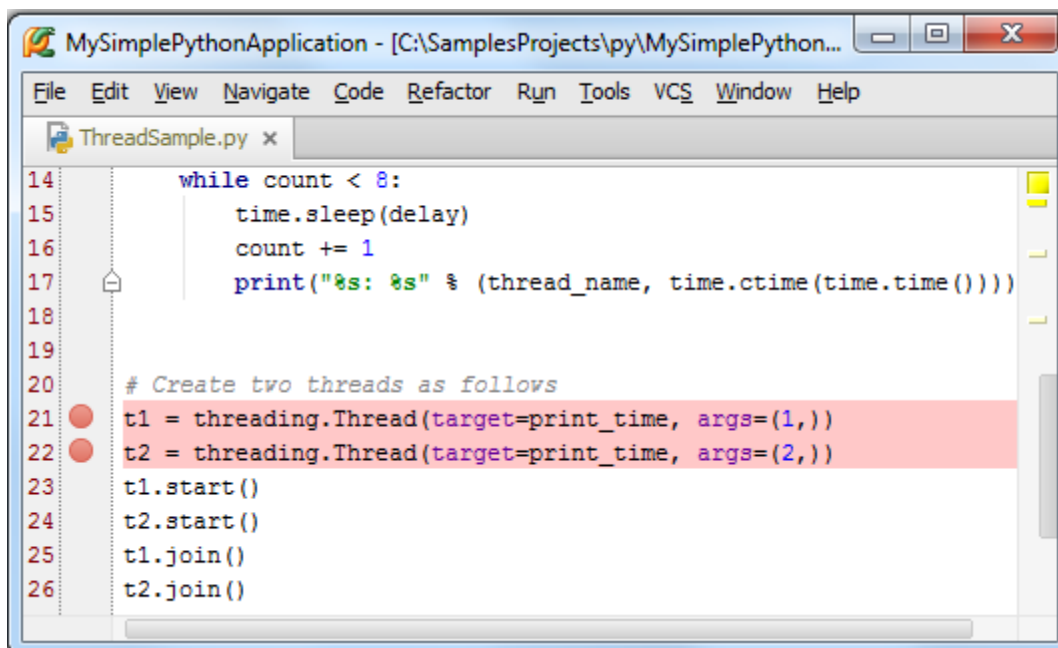 MySimplePythonApplication - [C:\SamplesProjects\py\MySimplePython...
File Edit View Navigate Code Refactor Run Tools VCS Window Help
ThreadSample.py
14 while count < 8:
15 time.sleep(delay)
16 count += 1
17 print("%s: %s" % (thread_name, time.ctime(time.time())))
18
19
20 # Create two threads as follows
21 t1 = threading.Thread(target=print_time, args=(1,))
22 t2 = threading.Thread(target=print_time, args=(2,))
23 t1.start()
24 t2.start()
25 t1.join()
26 t2.join()